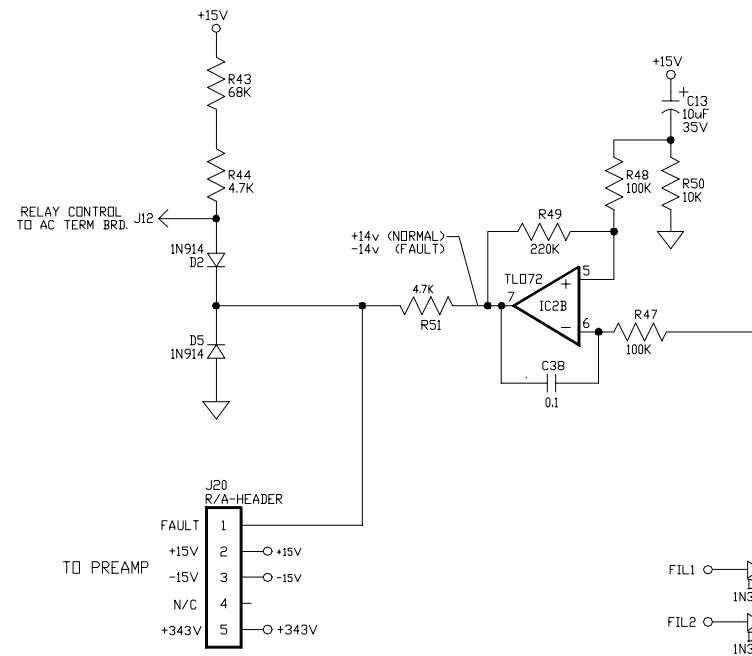 +15V
R43
68K
R44
4.7K
RELAY CONTROL
TO AC TERM BRD.
J12
1N914
D2
D5
1N914
+15V
+
C13
10uF
35V
R48
100K
R50
10K
R49
220K
+14v (NORMAL)
-14v (FAULT)
TL072
5
+
7
IC2B
-
6
4.7K
R51
R47
100K
C38
0.1
J20
R/A-HEADER
FAULT 1
+15V 2 +15V
TO PREAMP
-15V 3 -15V
N/C 4
+343V 5 +343V
FIL1
D
1N3
FIL2
D
1N3